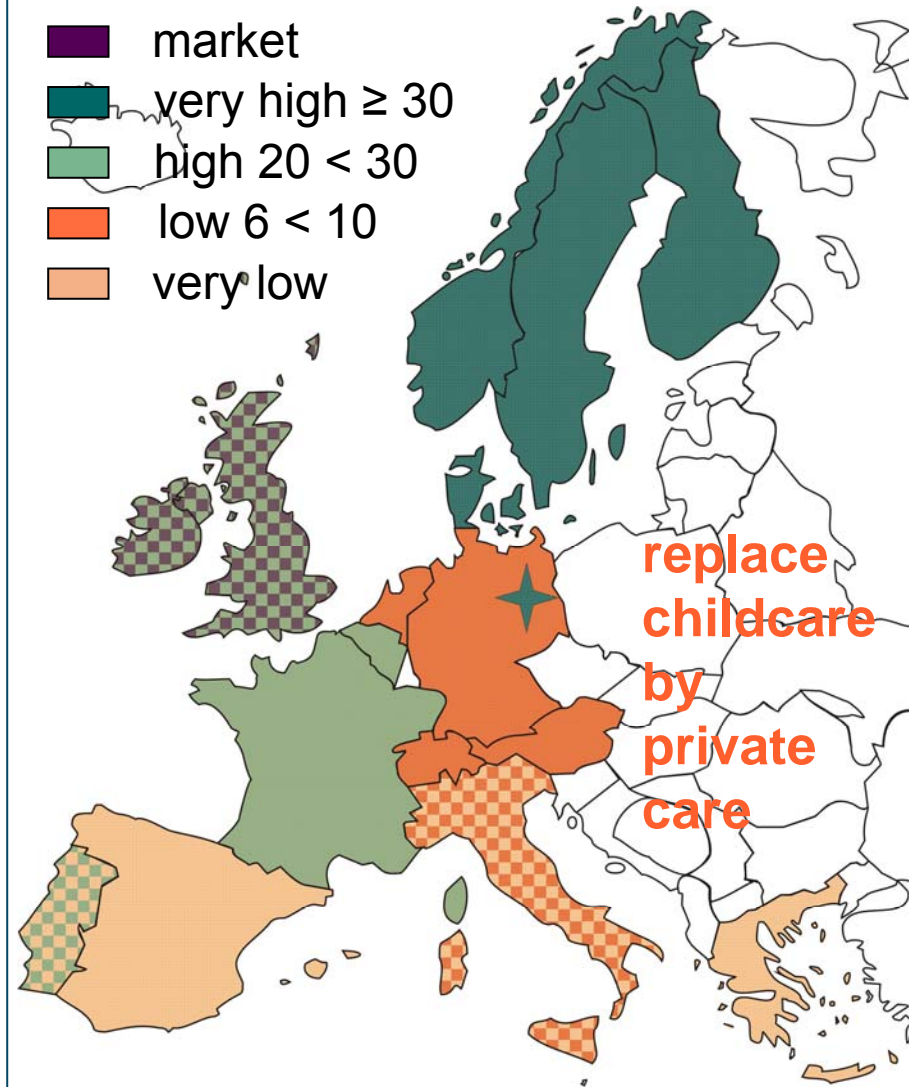 market
very high ≥ 30
high 20 < 30
low 6 < 10
very low
replace
childcare
by
private
care